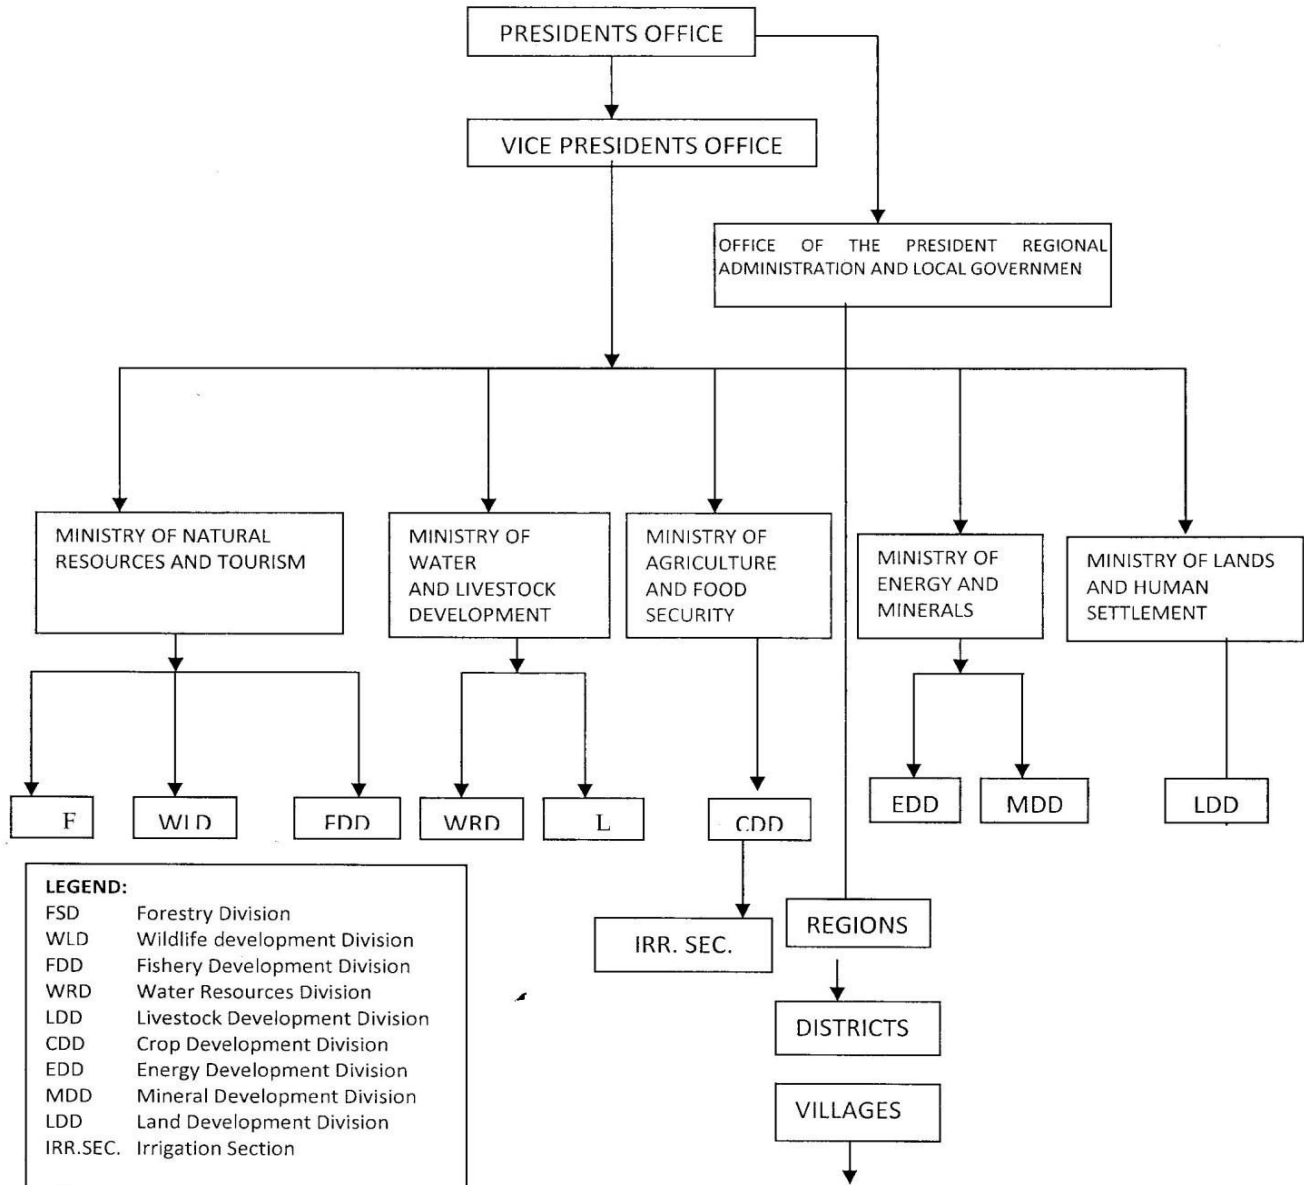 PRESIDENTS OFFICE
VICE PRESIDENTS OFFICE
OFFICE OF THE PRESIDENT REGIONAL
ADMINISTRATION AND LOCAL GOVERNMEN
MINISTRY OF NATURAL
RESOURCES AND TOURISM
MINISTRY OF
WATER
AND LIVESTOCK
DEVELOPMENT
MINISTRY OF
AGRICULTURE
AND FOOD
SECURITY
MINISTRY OF
ENERGY AND
MINERALS
MINISTRY OF LANDS
AND HUMAN
SETTLEMENT
F
WLD
FDD
WRD
L
CDD
EDD
MDD
LDD
IRR. SEC.
REGIONS
DISTRICTS
VILLAGES
LEGEND:
FSD Forestry Division
WLD Wildlife development Division
FDD Fishery Development Division
WRD Water Resources Division
LDD Livestock Development Division
CDD Crop Development Division
EDD Energy Development Division
MDD Mineral Development Division
LDD Land Development Division
IRR.SEC. Irrigation Section